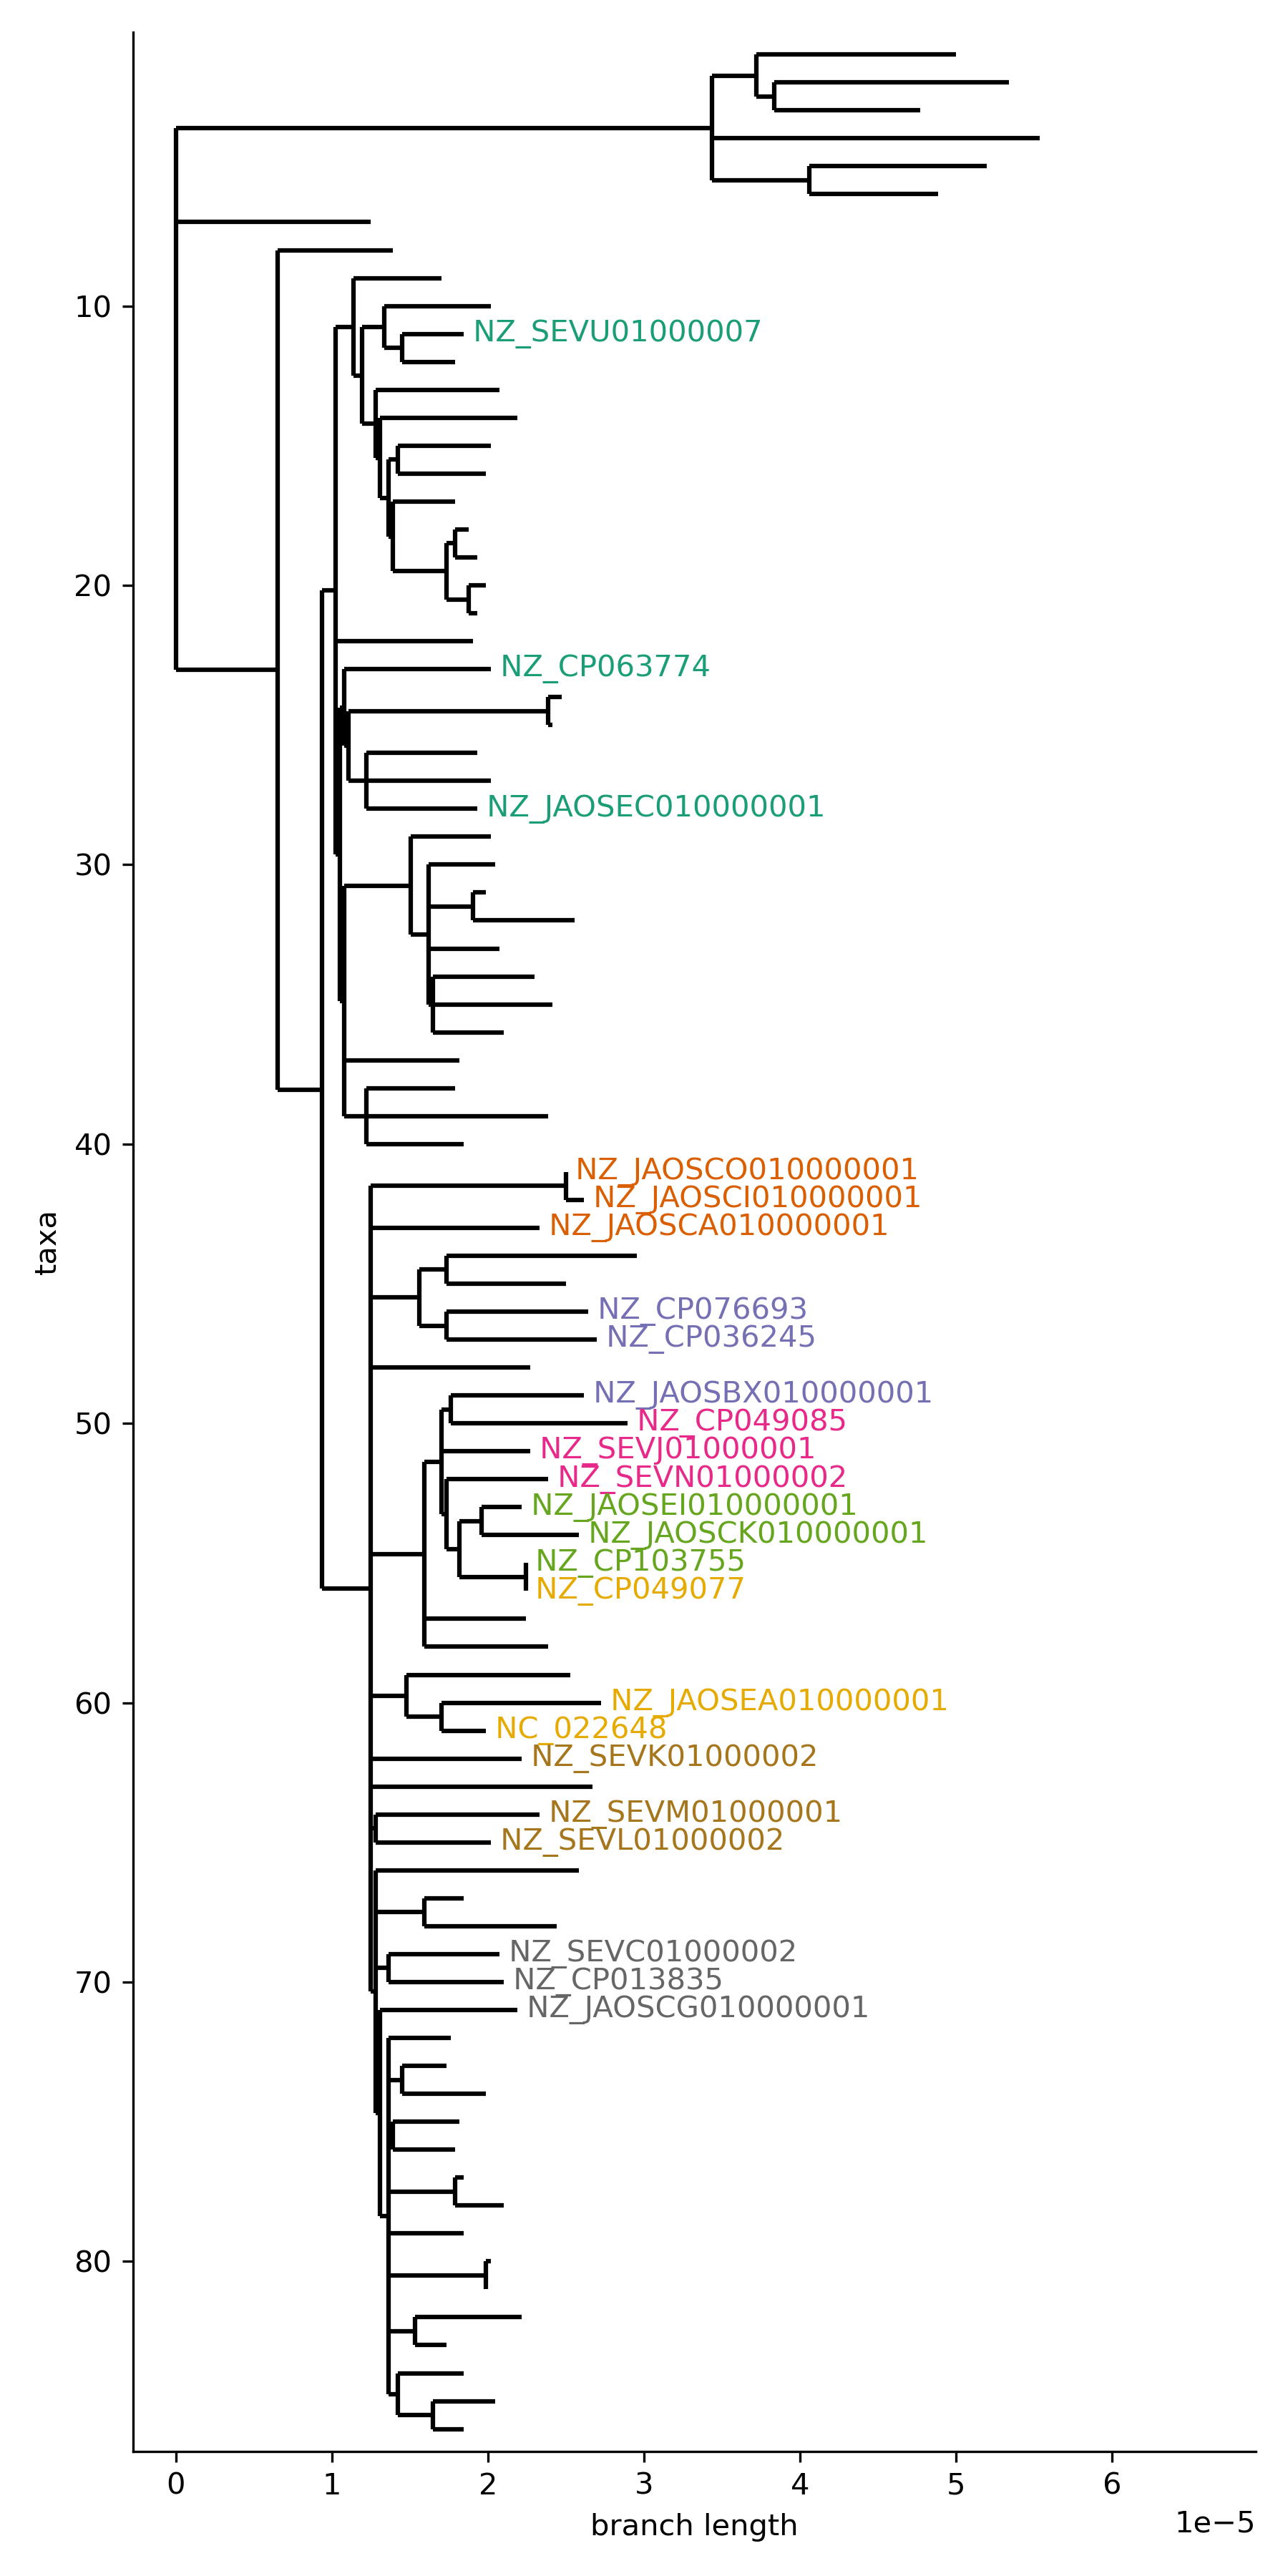 10
NZ_SEVU01000007
20
NZ_CP063774
NZ_JAOSEC010000001
30
40
NZ_JAOSCO010000001
NZ_JAOSCI010000001
NZ_JAOSCA010000001
taxa
NZ_CP076693
NZ_CP036245
NZ_JAOSBX010000001
50
NZ_CP049085
NZ_SEVJ01000001
NZ_SEVN01000002
NZ_JAOSEI010000001
NZ_JAOSCK010000001
NZ_CP103755
NZ_CP049077
60
NZ_JAOSEA010000001
NC_022648
NZ_SEVK01000002
NZ_SEVM01000001
NZ_SEVL01000002
NZ_SEVC01000002
70
NZ_CP013835
NZ_JAOSCG010000001
80
0 1 2 3 4 5 6
branch length
1e−5